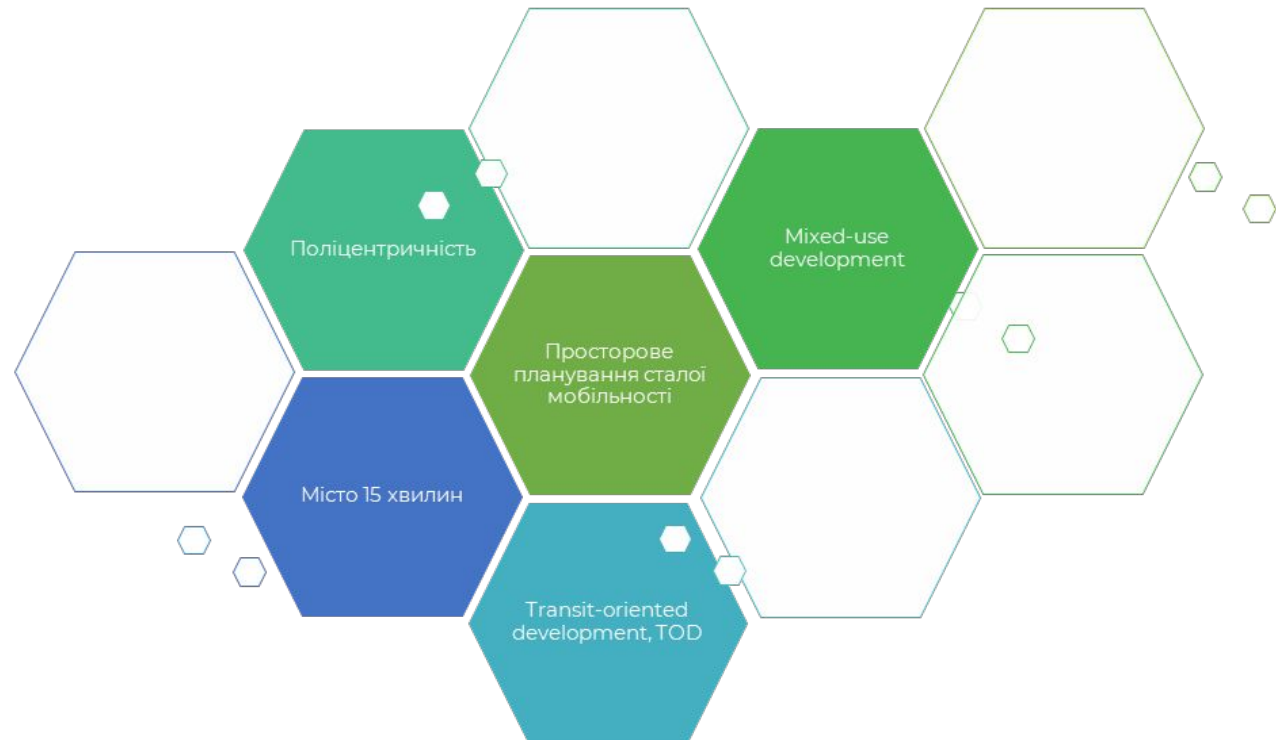 Поліцентричність
Mixed-use
development
Просторове
планування сталої
мобільності
Місто 15 хвилин
Transit-oriented
development, TOD